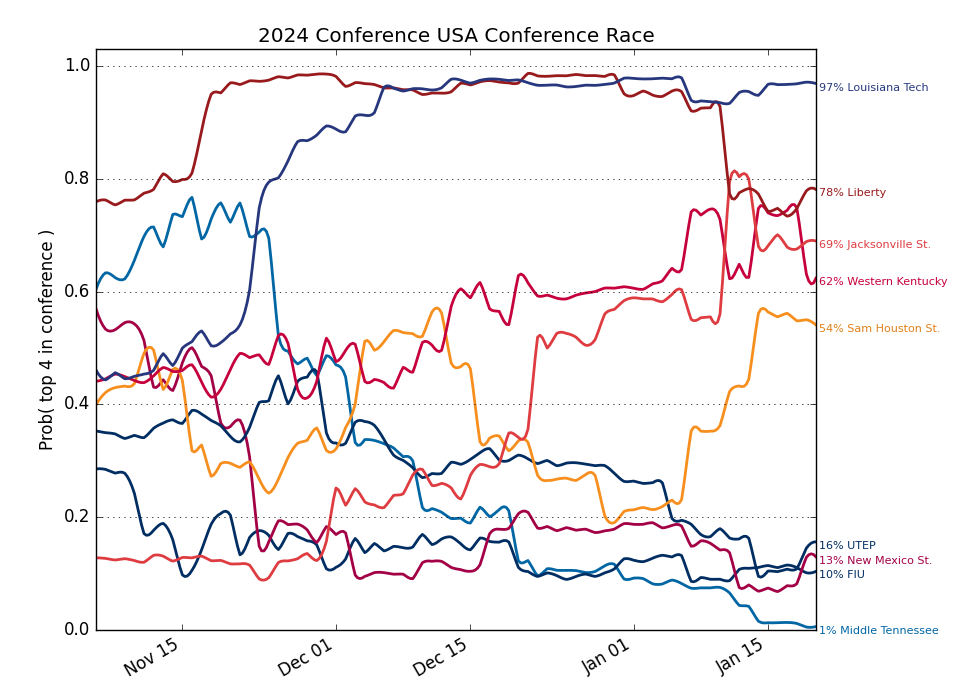 2024 Conference USA Conference Race
Prob( top 4 in conference )
1.0
0.8
0.6
0.4
0.2
0.0
Nov 15
Dec 01
Dec 15
Jan 01
Jan 15
97% Louisiana Tech
78% Liberty
69% Jacksonville St.
62% Western Kentucky
54% Sam Houston St.
16% UTEP
13% New Mexico St.
10% FIU
1% Middle Tennessee